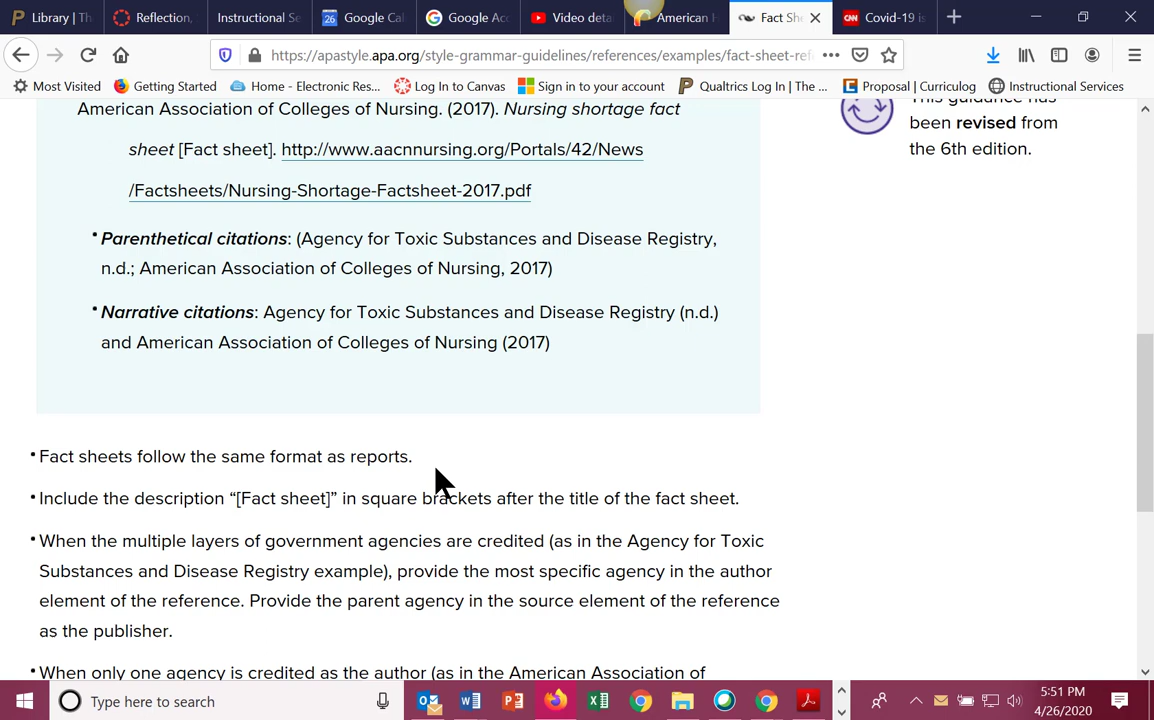 Library | Th
Reflection,
Instructional Se
26 Google Cal
Google Acc
Video deta
American H
Fact She
CNN Covid-19 is
https://apastyle.apa.org/style-grammar-guidelines/references/examples/fact-sheet-ref
Most Visited Getting Started Home - Electronic Res... Log In to Canvas Sign in to your account Qualtrics Log In | The ... Proposal | Curriculog Instructional Services
American Association of Colleges of Nursing. (2017). Nursing shortage fact
sheet [Fact sheet]. http://www.aacnnursing.org/Portals/42/News
/Factsheets/Nursing-Shortage-Factsheet-2017.pdf
• Parenthetical citations: (Agency for Toxic Substances and Disease Registry,
n.d.; American Association of Colleges of Nursing, 2017)
• Narrative citations: Agency for Toxic Substances and Disease Registry (n.d.)
and American Association of Colleges of Nursing (2017)
This guidance has
been revised from
the 6th edition.
• Fact sheets follow the same format as reports.
• Include the description “[Fact sheet]” in square brackets after the title of the fact sheet.
• When the multiple layers of government agencies are credited (as in the Agency for Toxic
Substances and Disease Registry example), provide the most specific agency in the author
element of the reference. Provide the parent agency in the source element of the reference
as the publisher.
• When only one agency is credited as the author (as in the American Association of
Type here to search
5:51 PM
4/26/2020